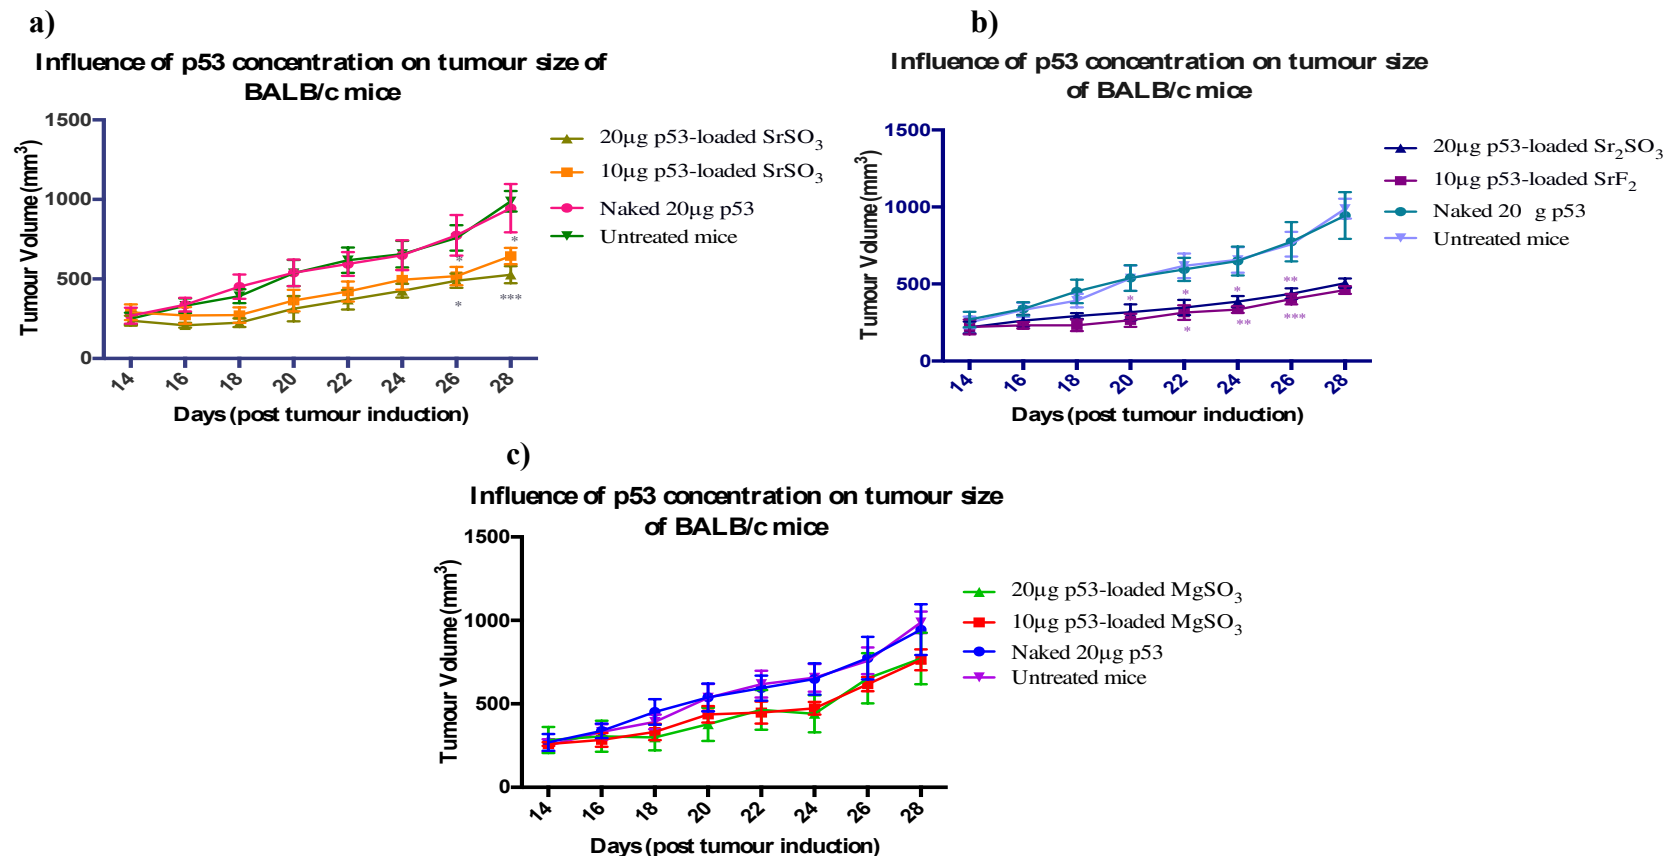 a)
Influence of p53 concentration on tumour size of
BALB/c mice
Tumour Volume (mm³)
1500
1000
500
0
14 16 18 20 22 24 26 28
Days (post tumour induction)
20µg p53-loaded SrSO₃
10µg p53-loaded SrSO₃
Naked 20µg p53
Untreated mice
*
*
*
***
b)
Influence of p53 concentration on tumour size
of BALB/c mice
Tumour Volume (mm³)
1500
1000
500
0
14 16 18 20 22 24 26 28
Days (post tumour induction)
20µg p53-loaded Sr₂SO₃
10µg p53-loaded SrF₂
Naked 20 g p53
Untreated mice
* * * **
* ** ***
c)
Influence of p53 concentration on tumour size
of BALB/c mice
Tumour Volume (mm³)
1500
1000
500
0
14 16 18 20 22 24 26 28
Days (post tumour induction)
20µg p53-loaded MgSO₃
10µg p53-loaded MgSO₃
Naked 20µg p53
Untreated mice